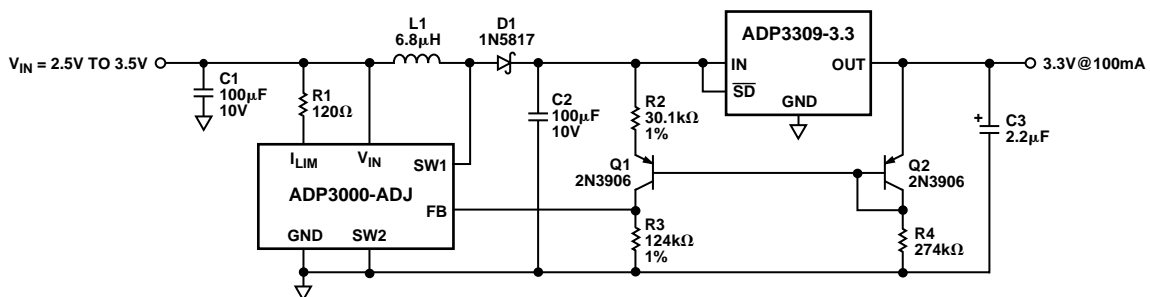 V_IN = 2.5V TO 3.5V
C1
100μF
10V
R1
120Ω
L1
6.8μH
D1
1N5817
C2
100μF
10V
R2
30.1kΩ
1%
ADP3309-3.3
IN
OUT
SD
GND
3.3V@100mA
C3
+
2.2μF
I_LIM
V_IN
SW1
ADP3000-ADJ
FB
GND
SW2
Q1
2N3906
Q2
2N3906
R3
124kΩ
1%
R4
274kΩ